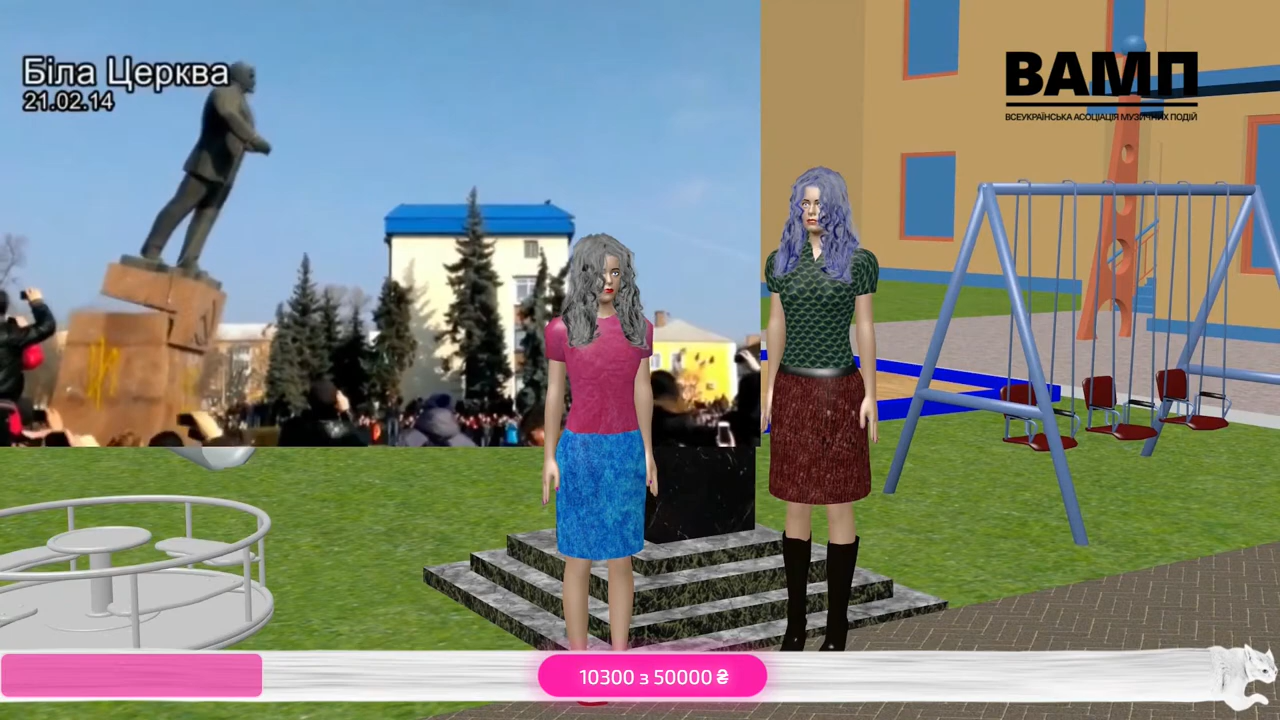 Біла Церква
21.02.14
ВАМП
ВСЕУКРАЇНСЬКА АСОЦІАЦІЯ МУЗИЧНИХ ПОДІЙ
10300 з 50000 ₴